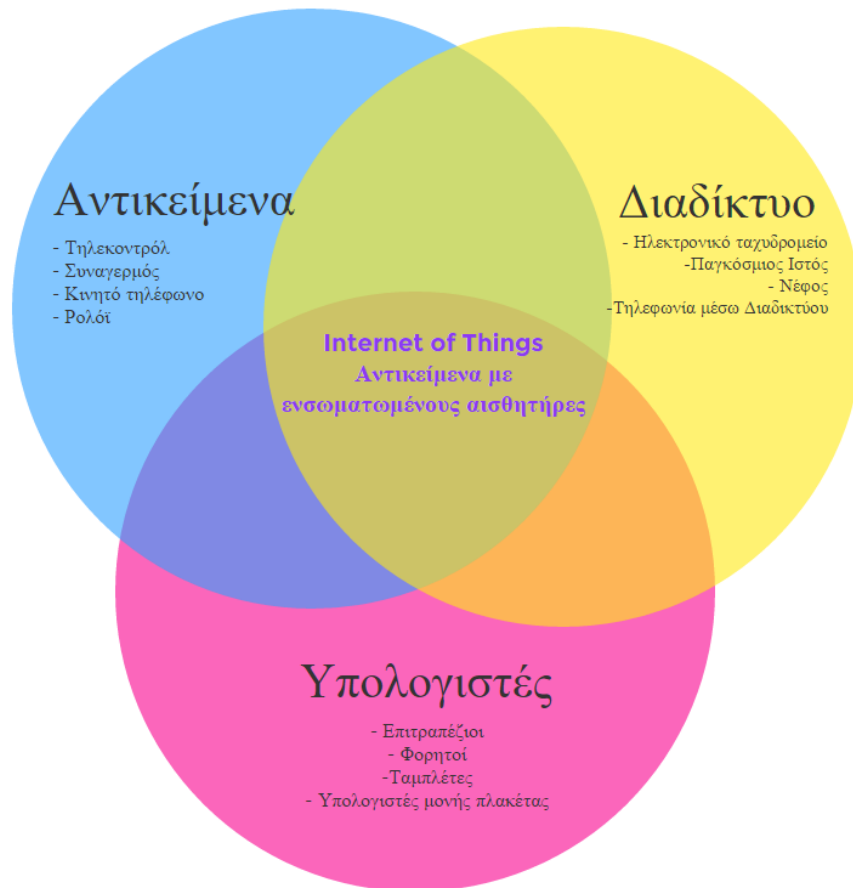 Αντικείμενα
- Τηλεκοντρόλ
- Συναγερμός
- Κινητό τηλέφωνο
- Ρολόϊ
Διαδίκτυο
- Ηλεκτρονικό ταχυδρομείο
-Παγκόσμιος Ιστός
- Νέφος
-Τηλεφωνία μέσω Διαδικτύου
Internet of Things
Αντικείμενα με
ενσωματωμένους αισθητήρες
Υπολογιστές
- Επιτραπέζιοι
- Φορητοί
-Ταμπλέτες
- Υπολογιστές μονής πλακέτας